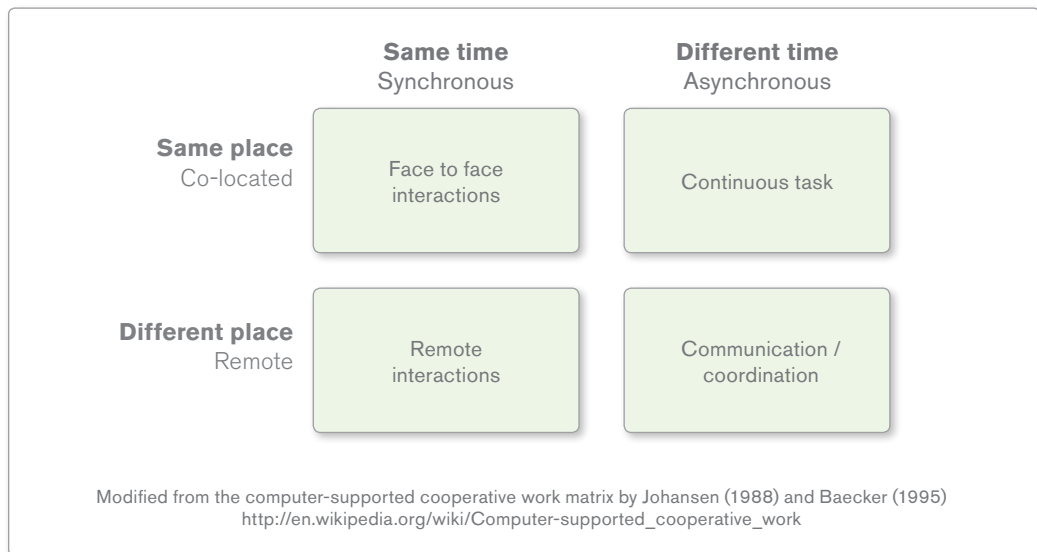 Same time
Synchronous
Different time
Asynchronous
Same place
Co-located
Face to face
interactions
Continuous task
Different place
Remote
Remote
interactions
Communication /
coordination
Modified from the computer-supported cooperative work matrix by Johansen (1988) and Baecker (1995)
http://en.wikipedia.org/wiki/Computer-supported_cooperative_work